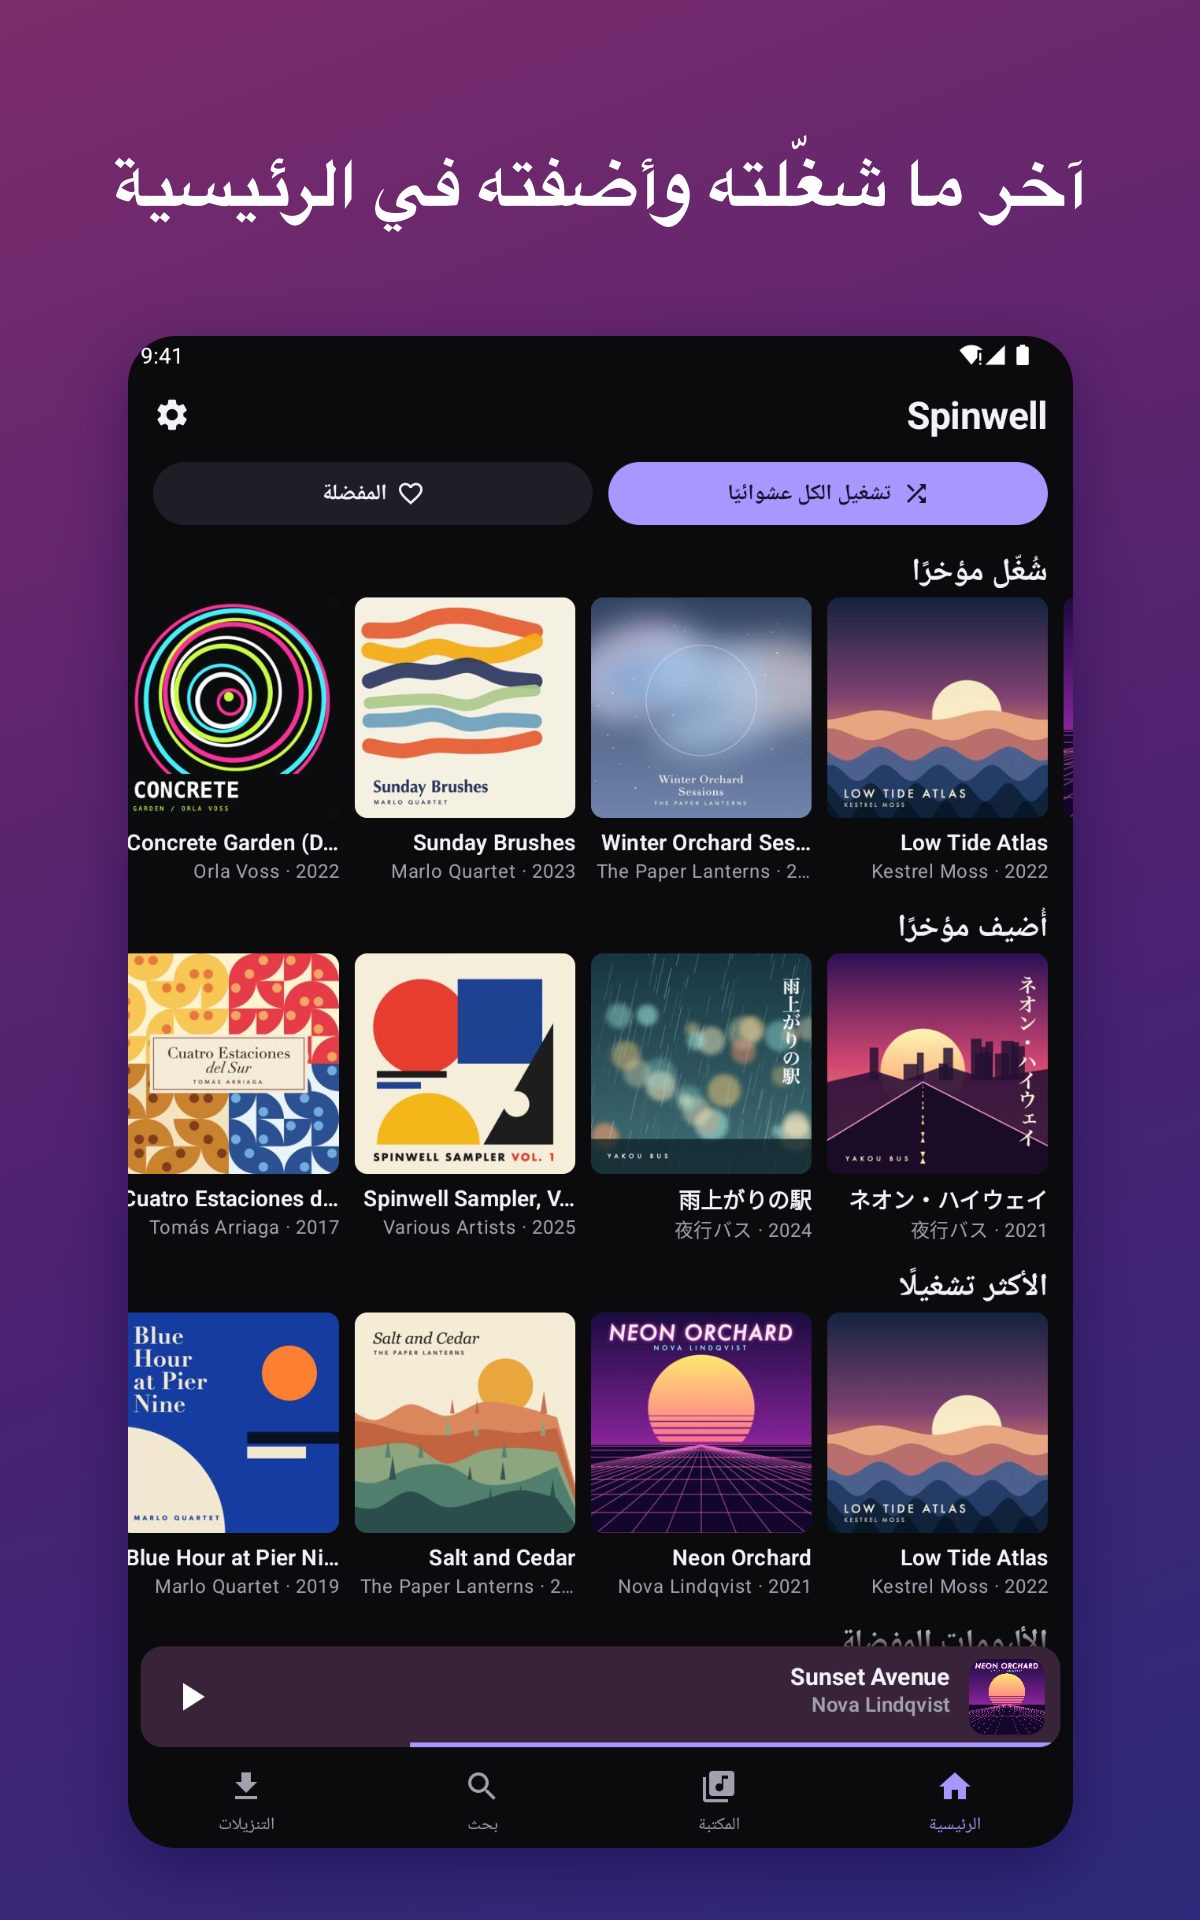 آخر ما شغّلته وأضفته في الرئيسية
9:41
Spinwell
تشغيل الكل عشوائيًا
المفضلة
شُغّل مؤخرًا
LOW TIDE ATLAS
KESTREL MOSS
Winter Orchard
Sessions
THE PAPER LANTERNS
Sunday Brushes
MARLO QUARTET
CONCRETE
GARDEN / ORLA VOSS
Low Tide Atlas
Kestrel Moss · 2022
Winter Orchard Ses...
The Paper Lanterns · 2...
Sunday Brushes
Marlo Quartet · 2023
Concrete Garden (D...
Orla Voss · 2022
أُضيف مؤخرًا
ネオン・ハイウェイ
YAKOU BUS
雨上がりの駅
YAKOU BUS
SPINWELL SAMPLER VOL. 1
Cuatro Estaciones
del Sur
TOMÁS ARRIAGA
ネオン・ハイウェイ
夜行バス · 2021
雨上がりの駅
夜行バス · 2024
Spinwell Sampler, V...
Various Artists · 2025
Cuatro Estaciones d...
Tomás Arriaga · 2017
الأكثر تشغيلًا
LOW TIDE ATLAS
KESTREL MOSS
NEON ORCHARD
NOVA LINDQVIST
Salt and Cedar
THE PAPER LANTERNS
Blue
Hour
at Pier
Nine
MARLO QUARTET
Low Tide Atlas
Kestrel Moss · 2022
Neon Orchard
Nova Lindqvist · 2021
Salt and Cedar
The Paper Lanterns · 2...
Blue Hour at Pier Ni...
Marlo Quartet · 2019
الألبومات المفضلة
NEON ORCHARD
Sunset Avenue
Nova Lindqvist
الرئيسية
المكتبة
بحث
التنزيلات